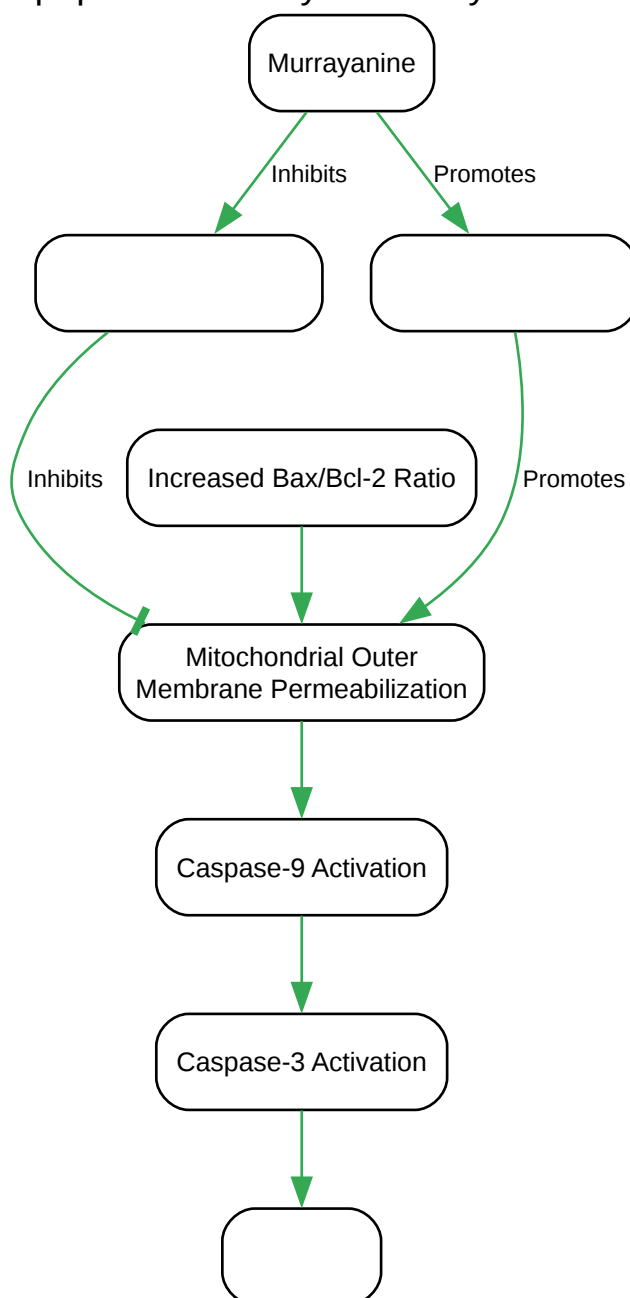 Murrayanine
Inhibits
Promotes
Inhibits
Increased Bax/Bcl-2 Ratio
Promotes
Mitochondrial Outer
Membrane Permeabilization
Caspase-9 Activation
Caspase-3 Activation